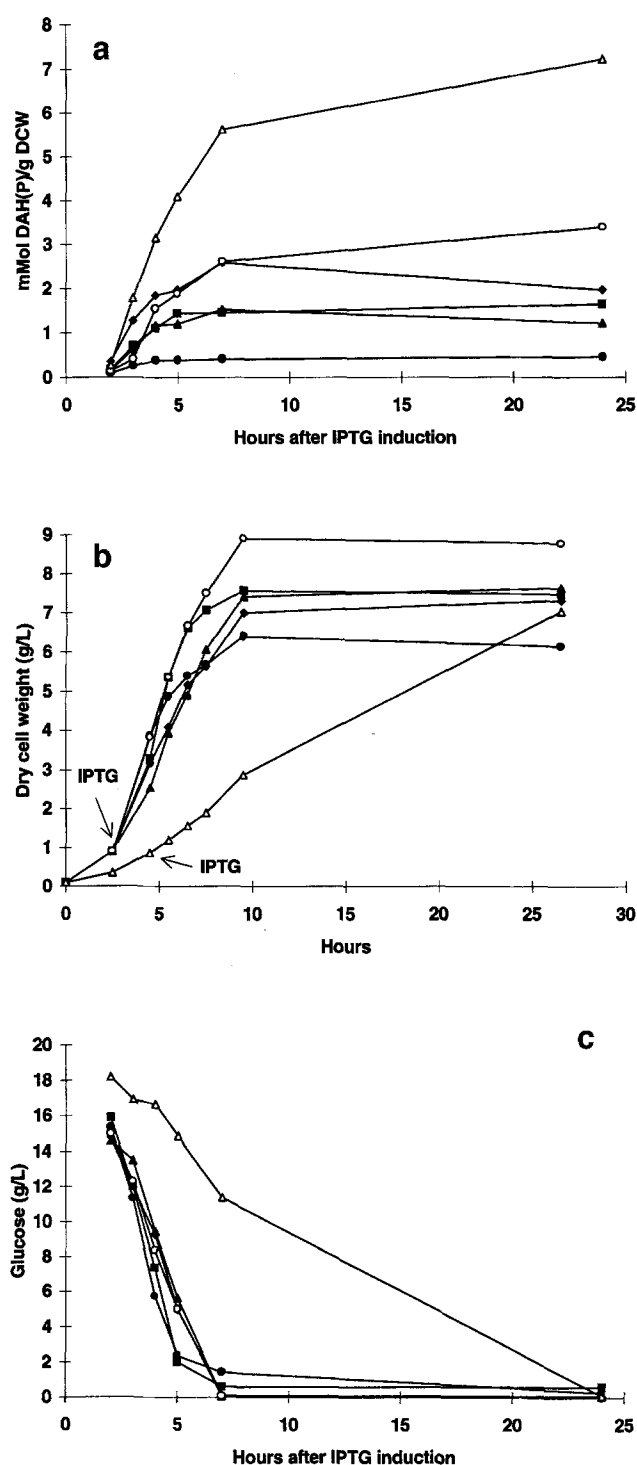 a
8
7
6
5
4
3
2
1
0
mMol DAH(P)/g DCW
0 5 10 15 20 25
Hours after IPTG induction
b
9
8
7
6
5
4
3
2
1
0
Dry cell weight (g/L)
IPTG
IPTG
0 5 10 15 20 25 30
Hours
c
20
18
16
14
12
10
8
6
4
2
0
Glucose (g/L)
0 5 10 15 20 25
Hours after IPTG induction